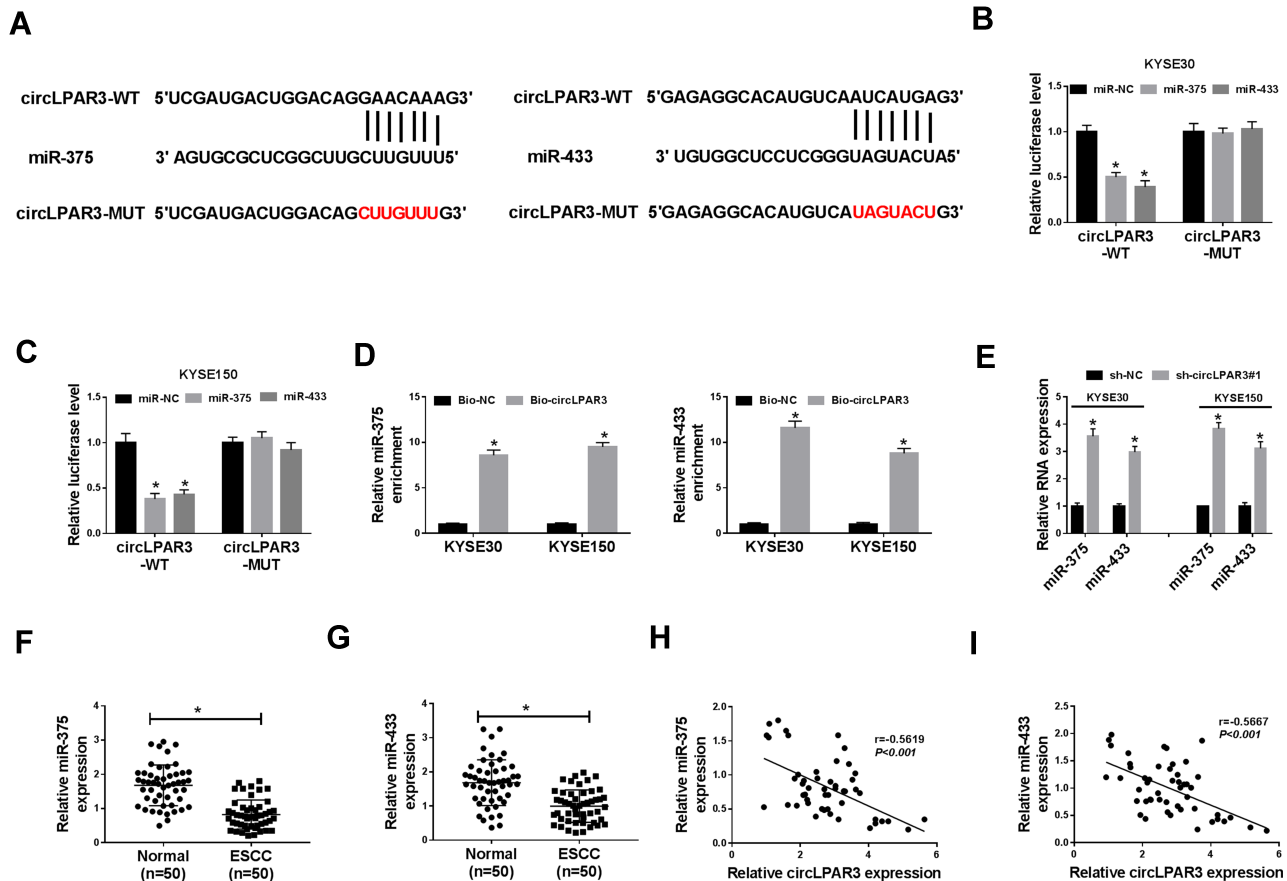 A
circLPAR3-WT 5'UCGAUGACUGGACAGGAACAAAG3'
miR-375 3' AGUGCGCUCGGCUUGCUUGUUU5'
circLPAR3-MUT 5'UCGAUGACUGGACAGCUUGUUUG3'
circLPAR3-WT 5'GAGAGGCACAUGUCAAUCAUGAG3'
miR-433 3' UGUGGCUCCUCGGGUAGUACUA5'
circLPAR3-MUT 5'GAGAGGCACAUGUCAUAGUACUG3'
B
KYSE30
miR-NC miR-375 miR-433
Relative luciferase level
1.5
1.0
0.5
0.0
* *
circLPAR3
-WT
circLPAR3
-MUT
C
KYSE150
miR-NC miR-375 miR-433
Relative luciferase level
1.5
1.0
0.5
0.0
* *
circLPAR3
-WT
circLPAR3
-MUT
D
Bio-NC Bio-circLPAR3
Relative miR-375
enrichment
15
10
5
0
* *
KYSE30 KYSE150
Bio-NC Bio-circLPAR3
Relative miR-433
enrichment
15
10
5
0
* *
KYSE30 KYSE150
E
sh-NC sh-circLPAR3#1
KYSE30 KYSE150
Relative RNA expression
5
4
3
2
1
0
* * * *
miR-375 miR-433 miR-375 miR-433
F
Relative miR-375
expression
4
3
2
1
0
*
Normal
(n=50)
ESCC
(n=50)
G
Relative miR-433
expression
4
3
2
1
0
*
Normal
(n=50)
ESCC
(n=50)
H
Relative miR-375
expression
2.0
1.5
1.0
0.5
0.0
r=-0.5619
P<0.001
0 2 4 6
Relative circLPAR3 expression
I
Relative miR-433
expression
2.5
2.0
1.5
1.0
0.5
0.0
r=-0.5667
P<0.001
0 2 4 6
Relative circLPAR3 expression